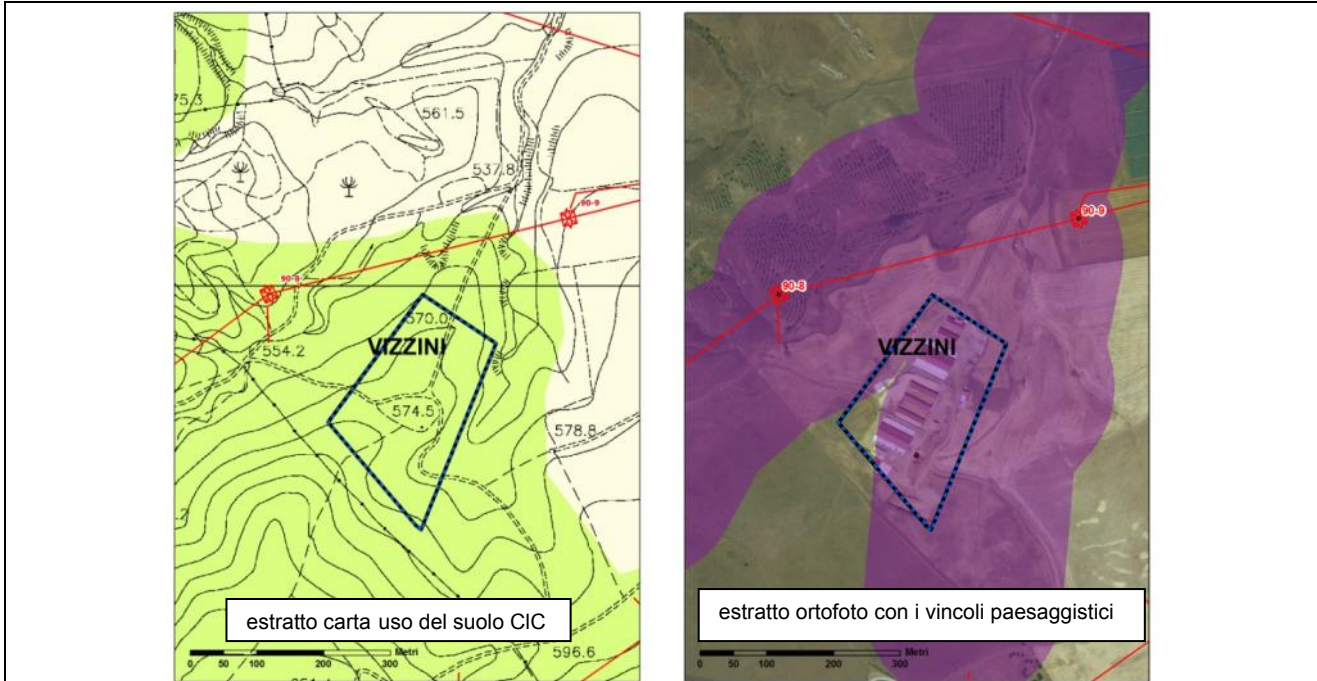 75.3
561.5
537.8
90-9
90-8
570.0
VIZZINI
554.2
574.5
578.8
estratto carta uso del suolo CIC
596.6
Metri
0 50 100 200 300
90-9
90-8
VIZZINI
estratto ortofoto con i vincoli paesaggistici
Metri
0 50 100 200 300